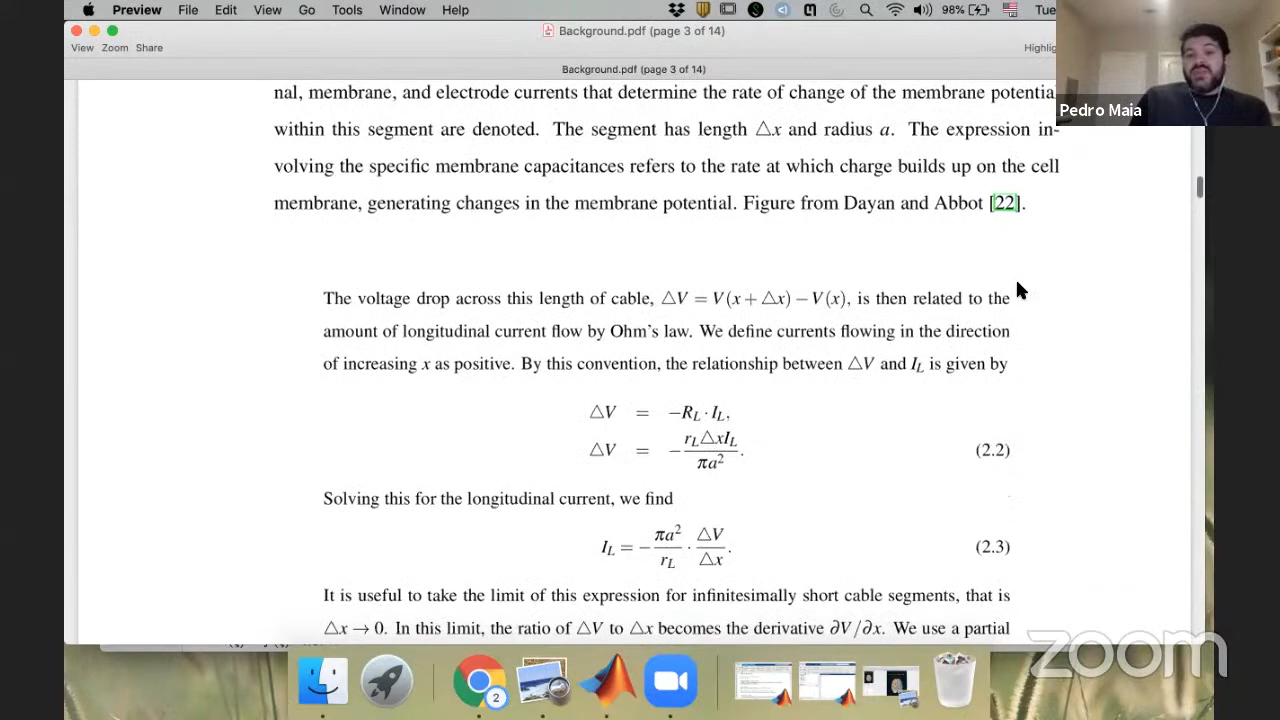 Preview File Edit View Go Tools Window Help 98% Tue
Background.pdf (page 3 of 14)
View Zoom Share Highlig
Background.pdf (page 3 of 14)
Pedro Maia
nal, membrane, and electrode currents that determine the rate of change of the membrane potentia
within this segment are denoted. The segment has length △x and radius a. The expression in-
volving the specific membrane capacitances refers to the rate at which charge builds up on the cell
membrane, generating changes in the membrane potential. Figure from Dayan and Abbot [22].
The voltage drop across this length of cable, △V = V(x + △x) − V(x), is then related to the
amount of longitudinal current flow by Ohm's law. We define currents flowing in the direction
of increasing x as positive. By this convention, the relationship between △V and I_L is given by
△V = −R_L · I_L,
△V = − r_L△xI_L / πa² . (2.2)
Solving this for the longitudinal current, we find
I_L = − πa² / r_L · △V / △x . (2.3)
It is useful to take the limit of this expression for infinitesimally short cable segments, that is
△x → 0. In this limit, the ratio of △V to △x becomes the derivative ∂V/∂x. We use a partial
2
zoom